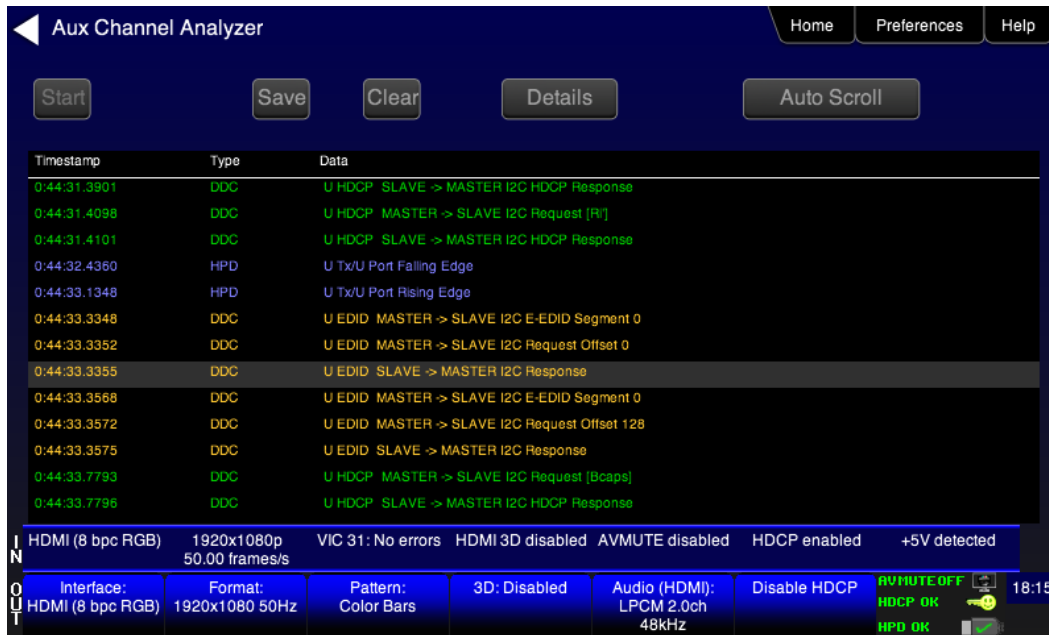 Aux Channel Analyzer
Home Preferences Help
Start Save Clear Details Auto Scroll
Timestamp Type Data
0:44:31.3901 DDC U HDCP SLAVE -> MASTER I2C HDCP Response
0:44:31.4098 DDC U HDCP MASTER -> SLAVE I2C Request [Ri']
0:44:31.4101 DDC U HDCP SLAVE -> MASTER I2C HDCP Response
0:44:32.4360 HPD U Tx/U Port Falling Edge
0:44:33.1348 HPD U Tx/U Port Rising Edge
0:44:33.3348 DDC U EDID MASTER -> SLAVE I2C E-EDID Segment 0
0:44:33.3352 DDC U EDID MASTER -> SLAVE I2C Request Offset 0
0:44:33.3355 DDC U EDID SLAVE -> MASTER I2C Response
0:44:33.3568 DDC U EDID MASTER -> SLAVE I2C E-EDID Segment 0
0:44:33.3572 DDC U EDID MASTER -> SLAVE I2C Request Offset 128
0:44:33.3575 DDC U EDID SLAVE -> MASTER I2C Response
0:44:33.7793 DDC U HDCP MASTER -> SLAVE I2C Request [Bcaps]
0:44:33.7796 DDC U HDCP SLAVE -> MASTER I2C HDCP Response
IN HDMI (8 bpc RGB) 1920x1080p VIC 31: No errors HDMI 3D disabled AVMUTE disabled HDCP enabled +5V detected
50.00 frames/s
OUT Interface: Format: Pattern: 3D: Disabled Audio (HDMI): Disable HDCP AVMUTE OFF 18:15
HDMI (8 bpc RGB) 1920x1080 50Hz Color Bars LPCM 2.0ch HDCP OK
48kHz HPD OK